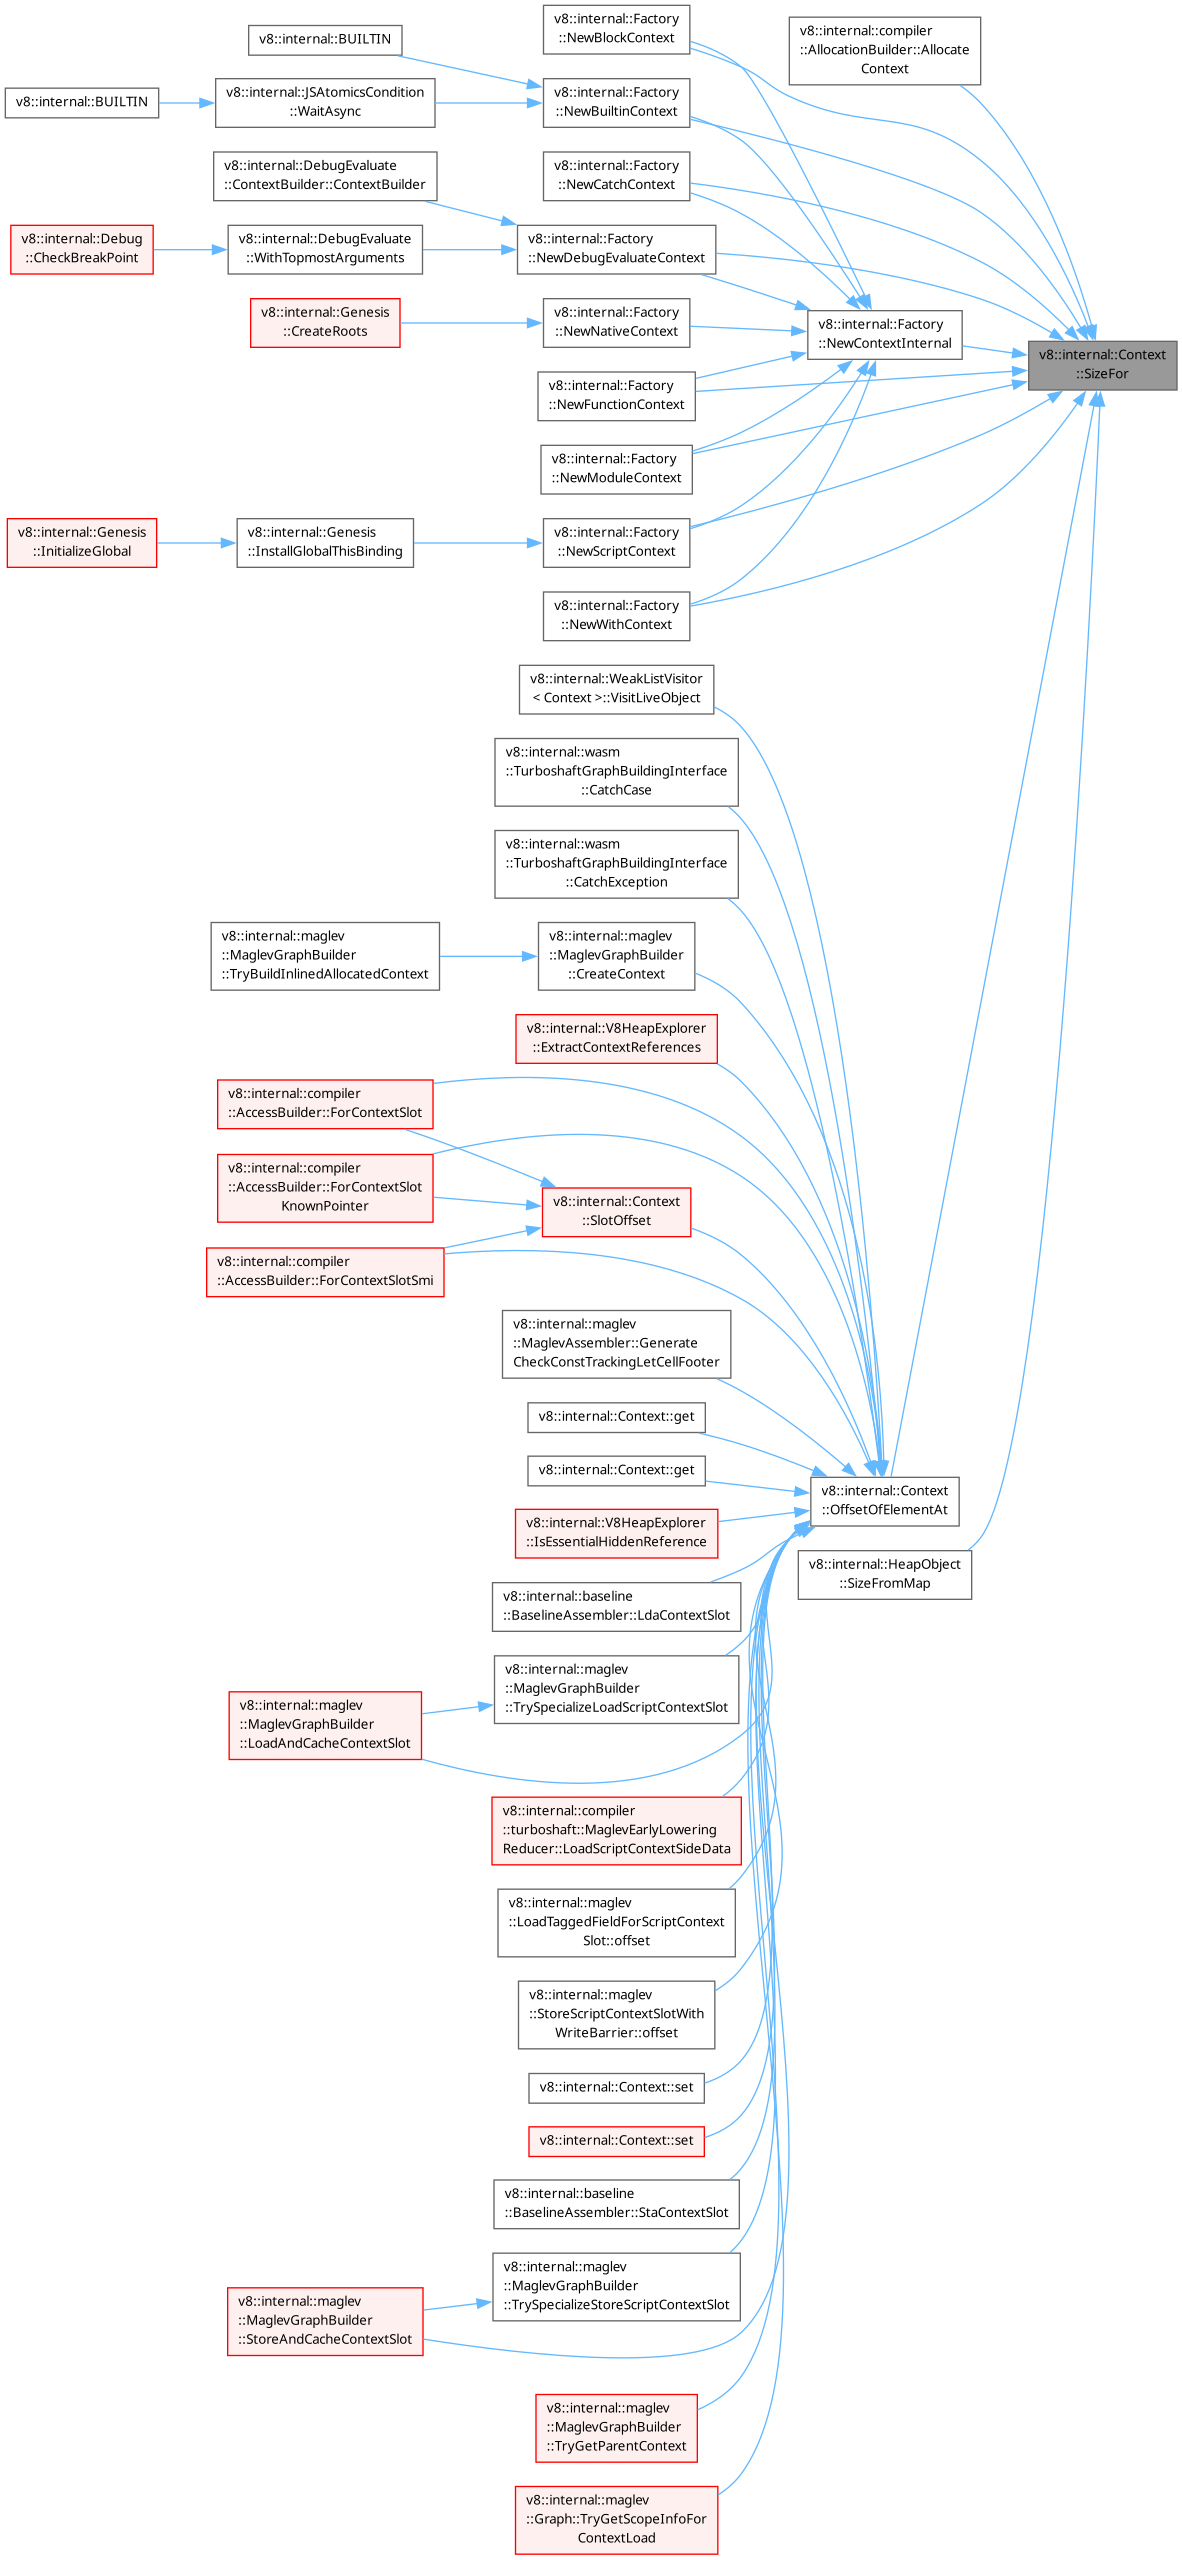 v8::internal::Factory
::NewBlockContext
v8::internal::compiler
::AllocationBuilder::Allocate
Context
v8::internal::BUILTIN
v8::internal::Factory
::NewBuiltinContext
v8::internal::JSAtomicsCondition
::WaitAsync
v8::internal::BUILTIN
v8::internal::DebugEvaluate
::ContextBuilder::ContextBuilder
v8::internal::Factory
::NewCatchContext
v8::internal::Debug
::CheckBreakPoint
v8::internal::DebugEvaluate
::WithTopmostArguments
v8::internal::Factory
::NewDebugEvaluateContext
v8::internal::Genesis
::CreateRoots
v8::internal::Factory
::NewNativeContext
v8::internal::Factory
::NewContextInternal
v8::internal::Context
::SizeFor
v8::internal::Factory
::NewFunctionContext
v8::internal::Factory
::NewModuleContext
v8::internal::Genesis
::InitializeGlobal
v8::internal::Genesis
::InstallGlobalThisBinding
v8::internal::Factory
::NewScriptContext
v8::internal::Factory
::NewWithContext
v8::internal::WeakListVisitor
< Context >::VisitLiveObject
v8::internal::wasm
::TurboshaftGraphBuildingInterface
::CatchCase
v8::internal::wasm
::TurboshaftGraphBuildingInterface
::CatchException
v8::internal::maglev
::MaglevGraphBuilder
::TryBuildInlinedAllocatedContext
v8::internal::maglev
::MaglevGraphBuilder
::CreateContext
v8::internal::V8HeapExplorer
::ExtractContextReferences
v8::internal::compiler
::AccessBuilder::ForContextSlot
v8::internal::compiler
::AccessBuilder::ForContextSlot
KnownPointer
v8::internal::Context
::SlotOffset
v8::internal::compiler
::AccessBuilder::ForContextSlotSmi
v8::internal::maglev
::MaglevAssembler::Generate
CheckConstTrackingLetCellFooter
v8::internal::Context::get
v8::internal::Context::get
v8::internal::Context
::OffsetOfElementAt
v8::internal::V8HeapExplorer
::IsEssentialHiddenReference
v8::internal::HeapObject
::SizeFromMap
v8::internal::baseline
::BaselineAssembler::LdaContextSlot
v8::internal::maglev
::MaglevGraphBuilder
::TrySpecializeLoadScriptContextSlot
v8::internal::maglev
::MaglevGraphBuilder
::LoadAndCacheContextSlot
v8::internal::compiler
::turboshaft::MaglevEarlyLowering
Reducer::LoadScriptContextSideData
v8::internal::maglev
::LoadTaggedFieldForScriptContext
Slot::offset
v8::internal::maglev
::StoreScriptContextSlotWith
WriteBarrier::offset
v8::internal::Context::set
v8::internal::Context::set
v8::internal::baseline
::BaselineAssembler::StaContextSlot
v8::internal::maglev
::MaglevGraphBuilder
::TrySpecializeStoreScriptContextSlot
v8::internal::maglev
::MaglevGraphBuilder
::StoreAndCacheContextSlot
v8::internal::maglev
::MaglevGraphBuilder
::TryGetParentContext
v8::internal::maglev
::Graph::TryGetScopeInfoFor
ContextLoad